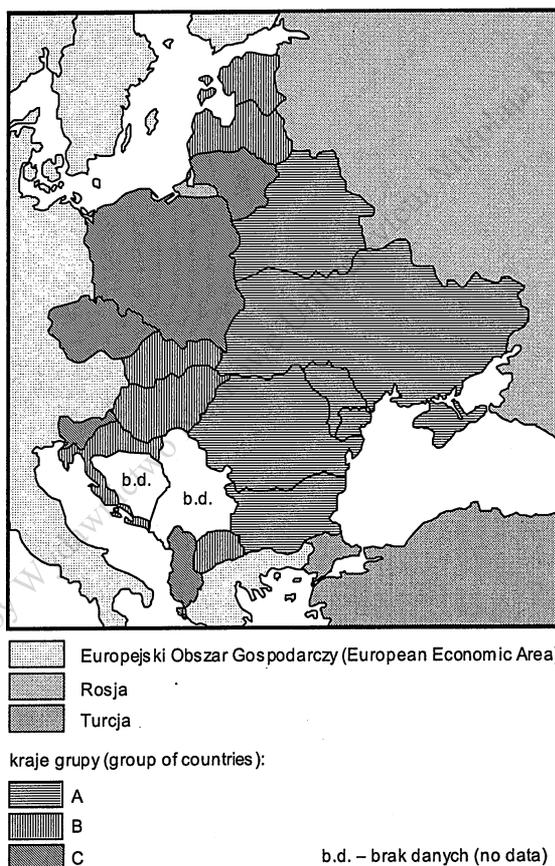 b.d.
b.d.
Europejski Obszar Gospodarczy (European Economic Area
Rosja
Turcja
kraje grupy (group of countries):
A
B
C
b.d. – brak danych (no data)